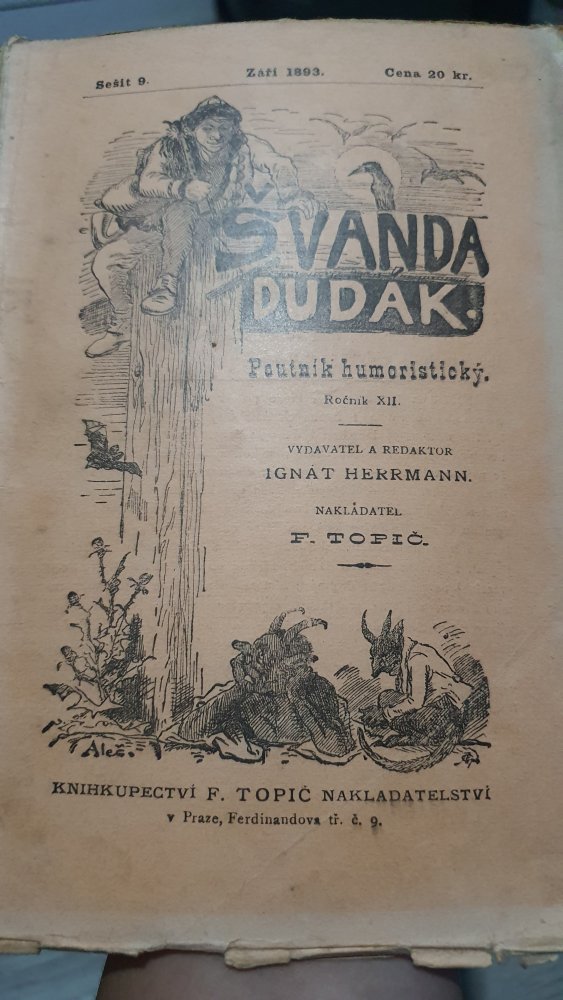 Sešit 9.
Září 1893.
Cena 20 kr.
ŠVANDA
DUDÁK.
Poutník humoristický.
Ročník XII.
VYDAVATEL A REDAKTOR
IGNÁT HERRMANN.
NAKLADATEL
F. TOPIČ.
Aleš.
KNIHKUPECTVÍ F. TOPIČ NAKLADATELSTVÍ
v Praze, Ferdinandova tř. č. 9.